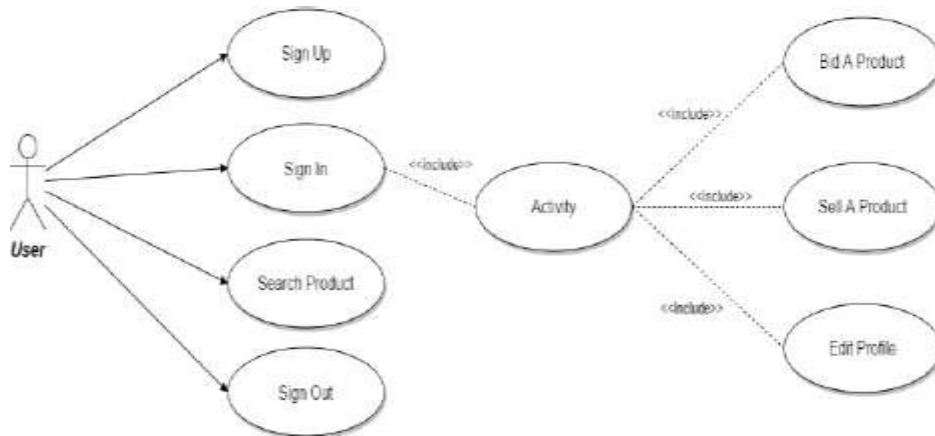 Sign Up
Bid A Product
<<include>>
Sign In
<<include>>
Activity
<<include>>
Sell A Product
User
Search Product
<<include>>
Edit Profile
Sign Out